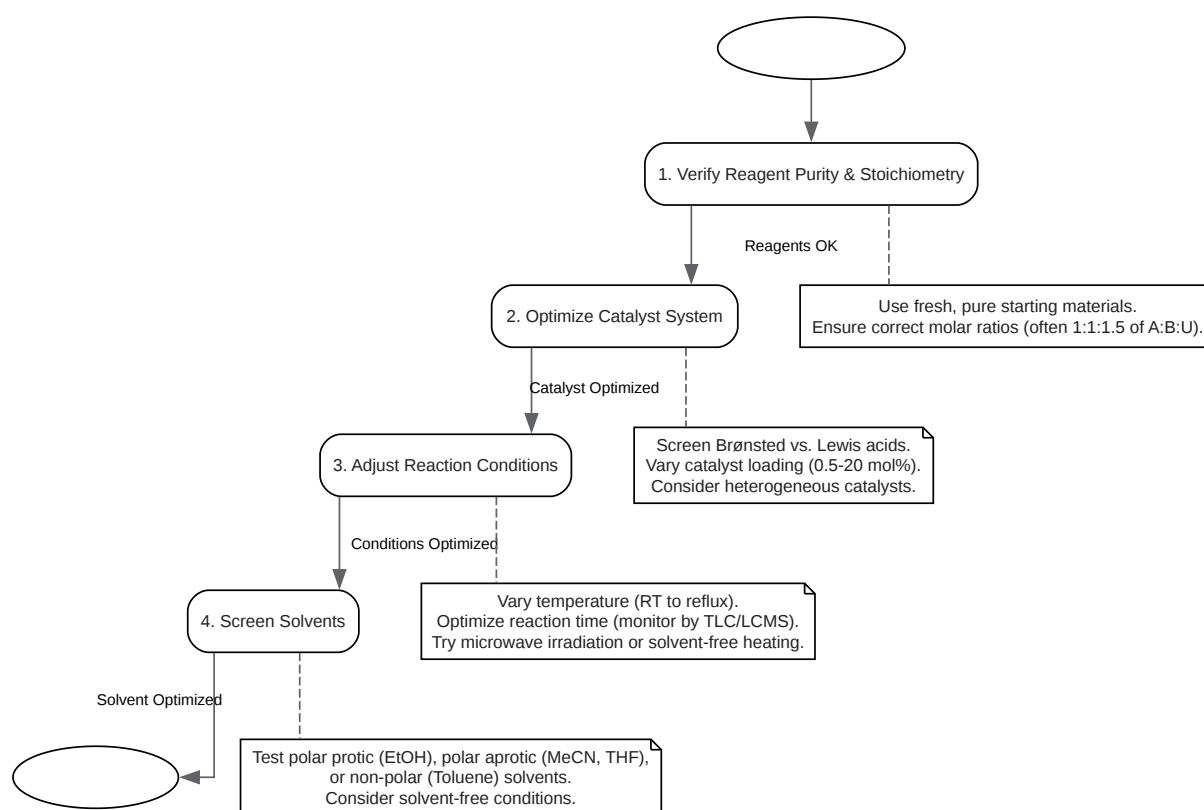 1. Verify Reagent Purity & Stoichiometry
Reagents OK
Use fresh, pure starting materials.
Ensure correct molar ratios (often 1:1:1.5 of A:B:U).
2. Optimize Catalyst System
Catalyst Optimized
Screen Brønsted vs. Lewis acids.
Vary catalyst loading (0.5-20 mol%).
Consider heterogeneous catalysts.
3. Adjust Reaction Conditions
Conditions Optimized
Vary temperature (RT to reflux).
Optimize reaction time (monitor by TLC/LCMS).
Try microwave irradiation or solvent-free heating.
4. Screen Solvents
Solvent Optimized
Test polar protic (EtOH), polar aprotic (MeCN, THF),
or non-polar (Toluene) solvents.
Consider solvent-free conditions.